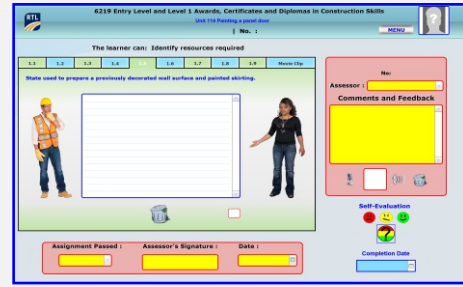 RTL
6219 Entry Level and Level 1 Awards, Certificates and Diplomas in Construction Skills
Unit 116 Painting a panel door
| No. :
MENU
?
The learner can: Identify resources required
1.1 1.2 1.3 1.4 1.5 1.6 1.7 1.8 1.9 Movie Clip
State used to prepare a previously decorated wall surface and painted skirting.
No:
Assessor :
Comments and Feedback
Self-Evaluation
?
Assignment Passed : Assessor's Signature : Date :
Completion Date